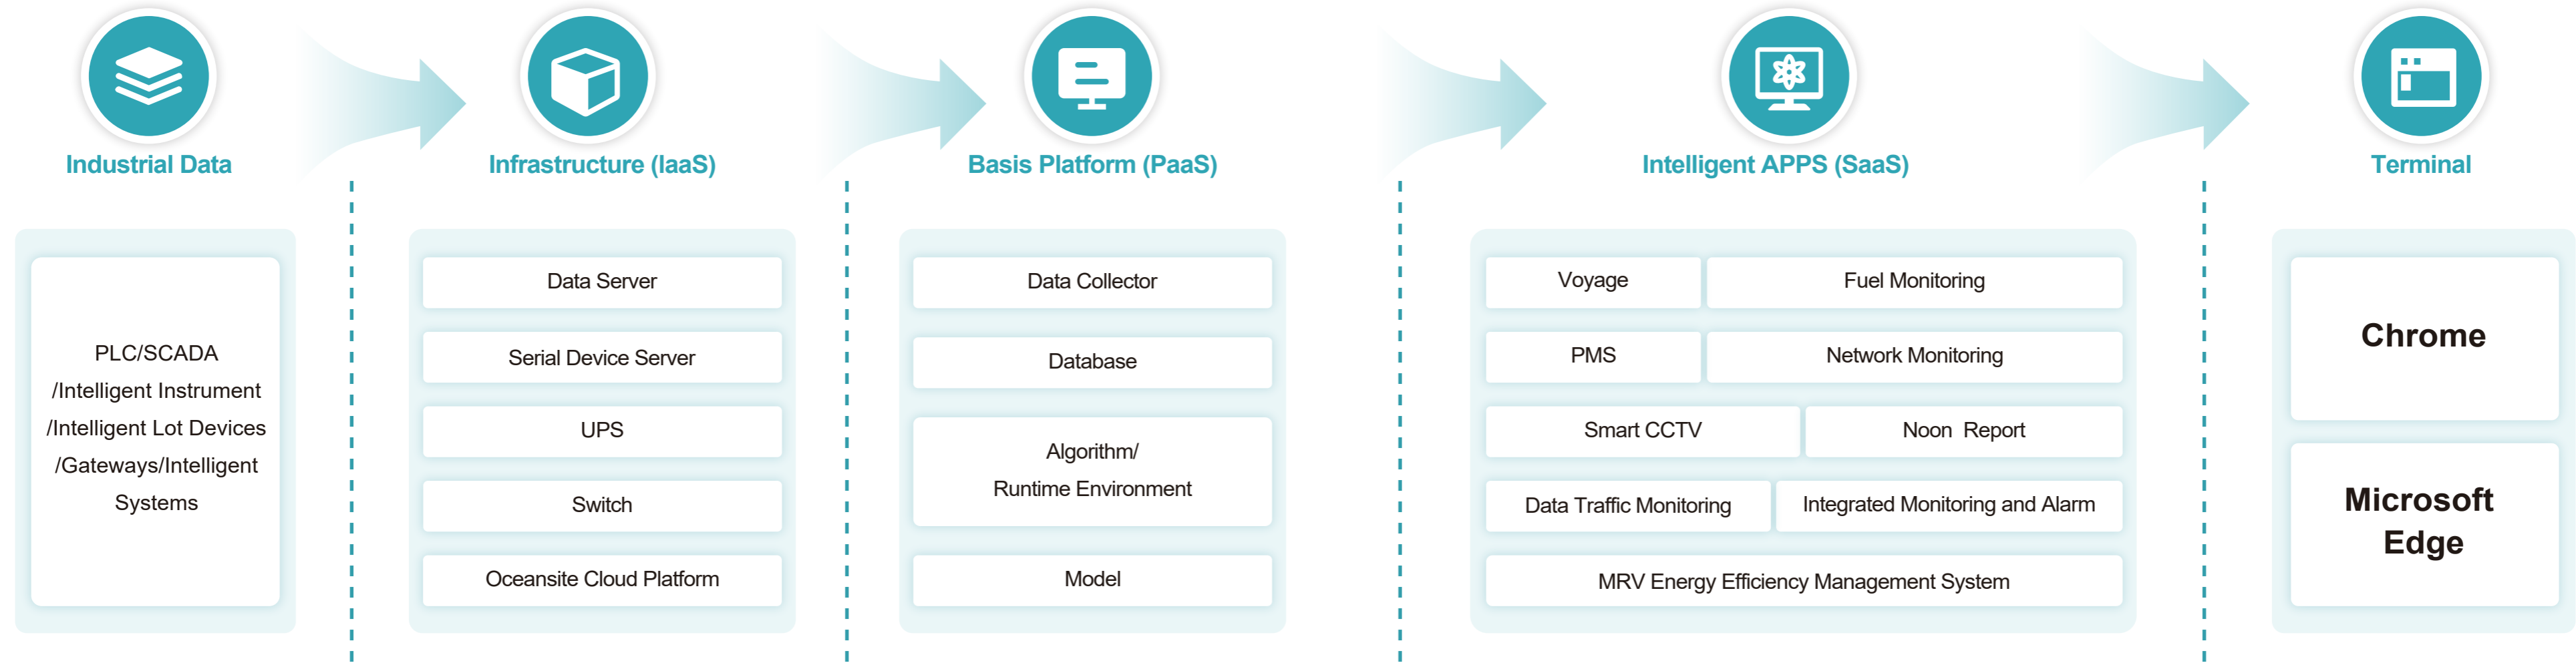 Industrial Data
Infrastructure (IaaS)
Basis Platform (PaaS)
Intelligent APPS (SaaS)
Terminal
PLC/SCADA
/Intelligent Instrument
/Intelligent Lot Devices
/Gateways/Intelligent
Systems
Data Server
Serial Device Server
UPS
Switch
Oceansite Cloud Platform
Data Collector
Database
Algorithm/
Runtime Environment
Model
Voyage
Fuel Monitoring
PMS
Network Monitoring
Smart CCTV
Noon Report
Data Traffic Monitoring
Integrated Monitoring and Alarm
MRV Energy Efficiency Management System
Chrome
Microsoft
Edge